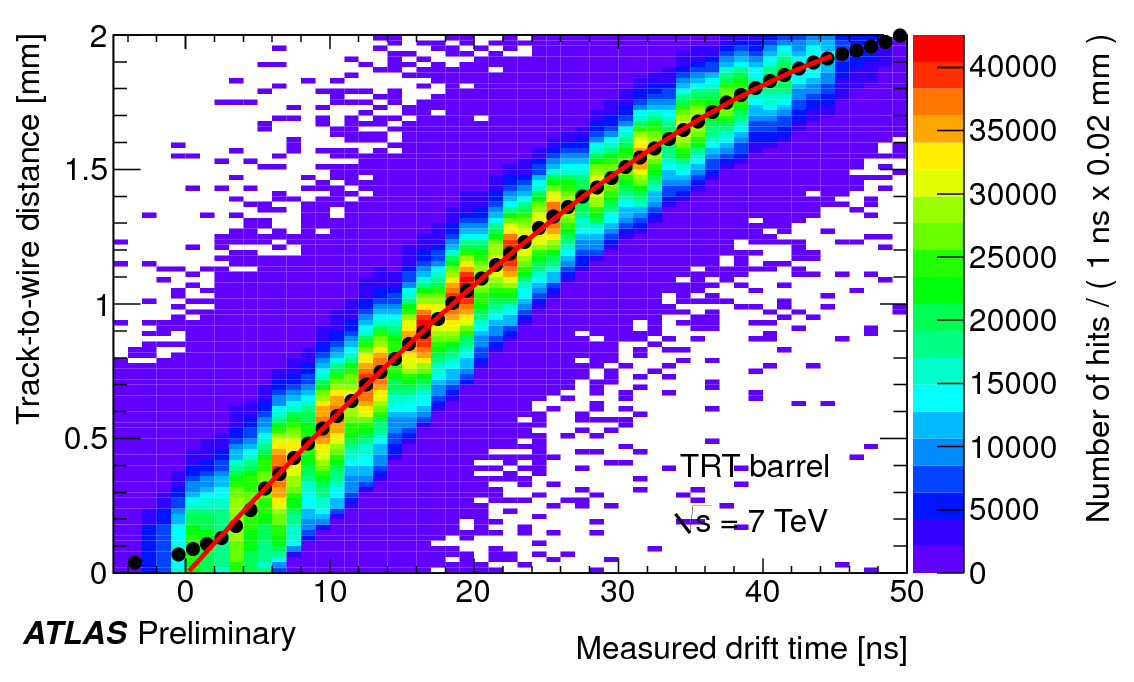 Track-to-wire distance [mm]
2
1.5
1
0.5
0
0 10 20 30 40 50
Measured drift time [ns]
TRT barrel
√s = 7 TeV
40000
35000
30000
25000
20000
15000
10000
5000
0
Number of hits / ( 1 ns x 0.02 mm )
ATLAS Preliminary